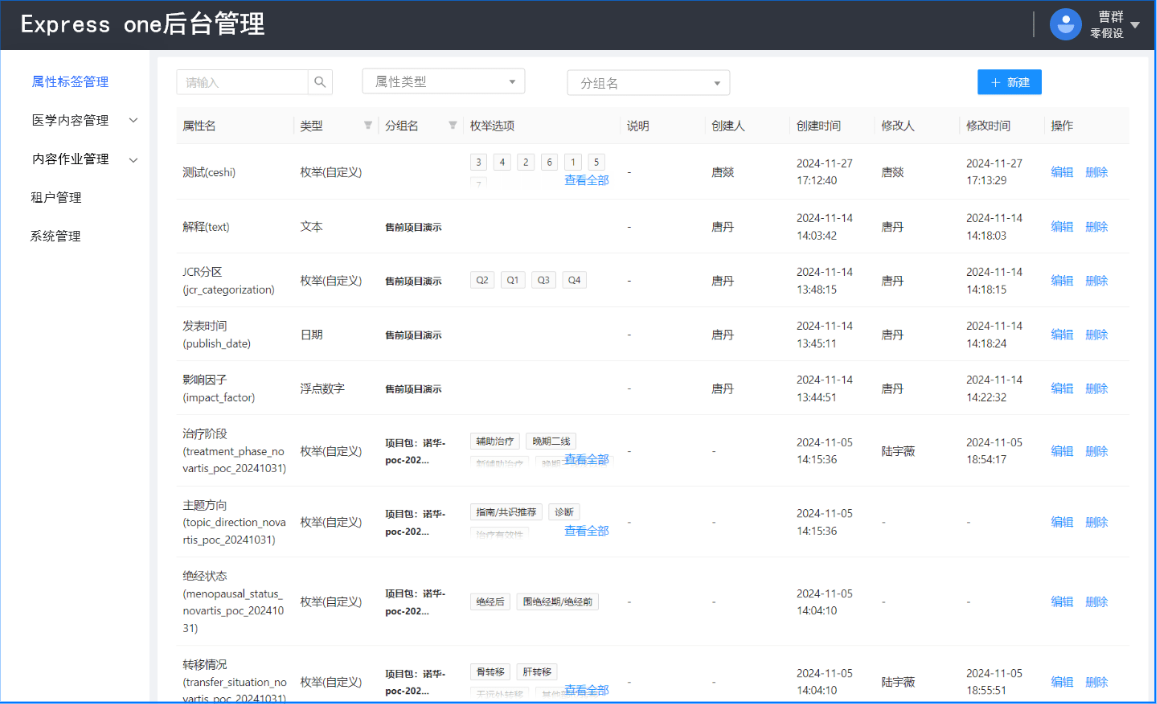 Express one后台管理
曹群
零假设
属性标签管理
医学内容管理
内容作业管理
租户管理
系统管理
请输入
属性类型
分组名
+ 新建
属性名 类型 分组名 枚举选项 说明 创建人 创建时间 修改人 修改时间 操作
测试(ceshi) 枚举(自定义) 3 4 2 6 1 5 7 查看全部 - 唐燚 2024-11-27 17:12:40 唐燚 2024-11-27 17:13:29 编辑 删除
解释(text) 文本 售前项目演示 - 唐丹 2024-11-14 14:03:42 唐丹 2024-11-14 14:18:03 编辑 删除
JCR分区 (jcr_categorization) 枚举(自定义) 售前项目演示 Q2 Q1 Q3 Q4 - 唐丹 2024-11-14 13:48:15 唐丹 2024-11-14 14:18:15 编辑 删除
发表时间 (publish_date) 日期 售前项目演示 - 唐丹 2024-11-14 13:45:11 唐丹 2024-11-14 14:18:24 编辑 删除
影响因子 (impact_factor) 浮点数字 售前项目演示 - 唐丹 2024-11-14 13:44:51 唐丹 2024-11-14 14:22:32 编辑 删除
治疗阶段 (treatment_phase_novartis_poc_20241031) 枚举(自定义) 项目包：诺华-poc-202... 辅助治疗 晚期二线 新辅助治疗 查看全部 - - 2024-11-05 14:15:36 陆宇薇 2024-11-05 18:54:17 编辑 删除
主题方向 (topic_direction_novartis_poc_20241031) 枚举(自定义) 项目包：诺华-poc-202... 指南/共识推荐 诊断 治疗有效性 查看全部 - - 2024-11-05 14:15:36 - - 编辑 删除
绝经状态 (menopausal_status_novartis_poc_20241031) 枚举(自定义) 项目包：诺华-poc-202... 绝经后 围绝经期/绝经前 - - 2024-11-05 14:04:10 - - 编辑 删除
转移情况 (transfer_situation_novartis_poc_20241031) 枚举(自定义) 项目包：诺华-poc-202... 骨转移 肝转移 无远处转移 查看全部 - - 2024-11-05 14:04:10 陆宇薇 2024-11-05 18:55:51 编辑 删除